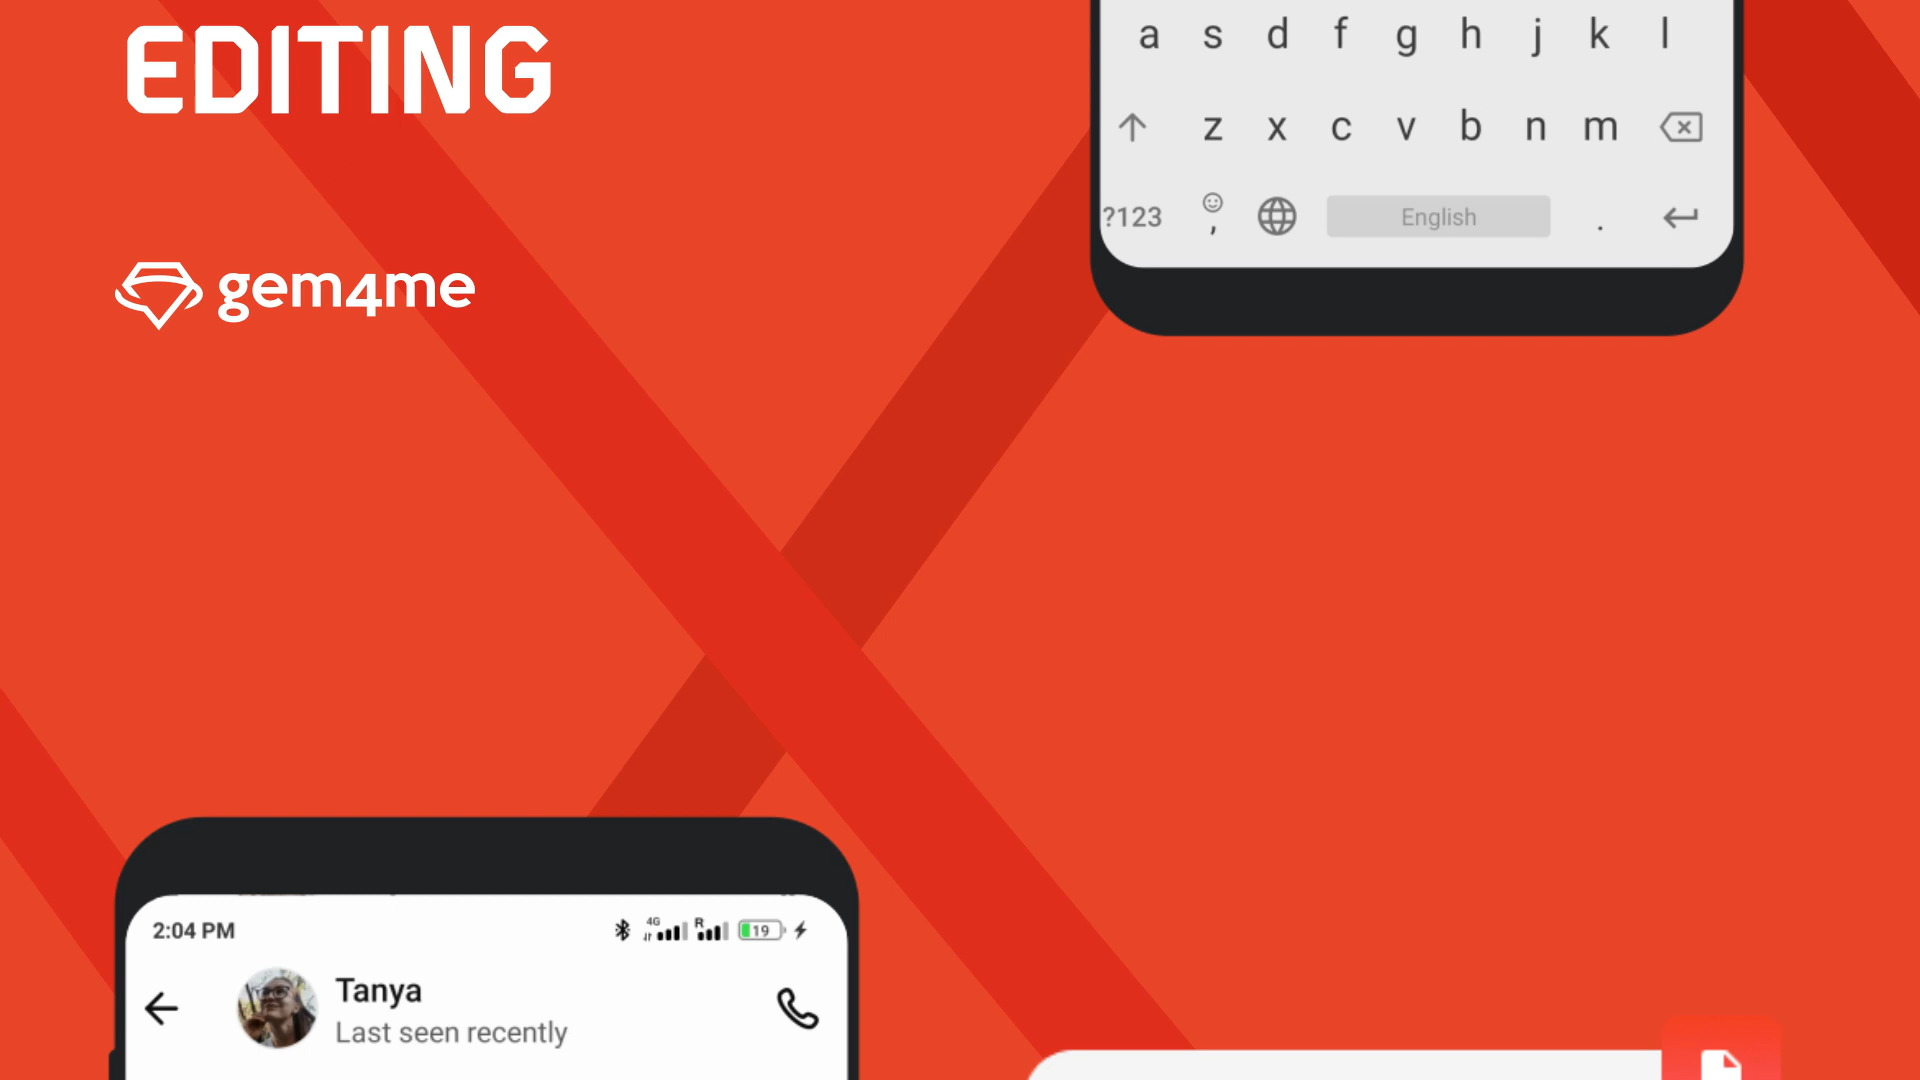 EDITING
gem4me
a s d f g h j k l
z x c v b n m
?123 , English .
2:04 PM 4G R 19
Tanya
Last seen recently